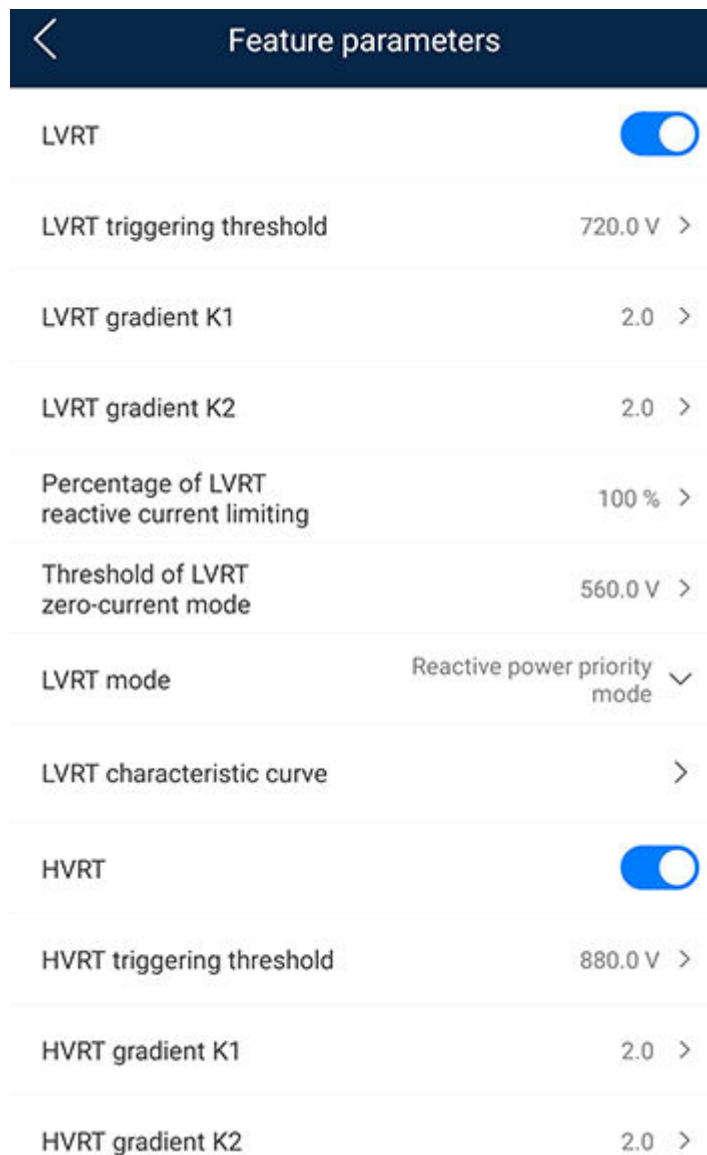 Feature parameters
LVRT
LVRT triggering threshold 720.0 V
LVRT gradient K1 2.0
LVRT gradient K2 2.0
Percentage of LVRT
reactive current limiting 100 %
Threshold of LVRT
zero-current mode 560.0 V
LVRT mode Reactive power priority
mode
LVRT characteristic curve
HVRT
HVRT triggering threshold 880.0 V
HVRT gradient K1 2.0
HVRT gradient K2 2.0